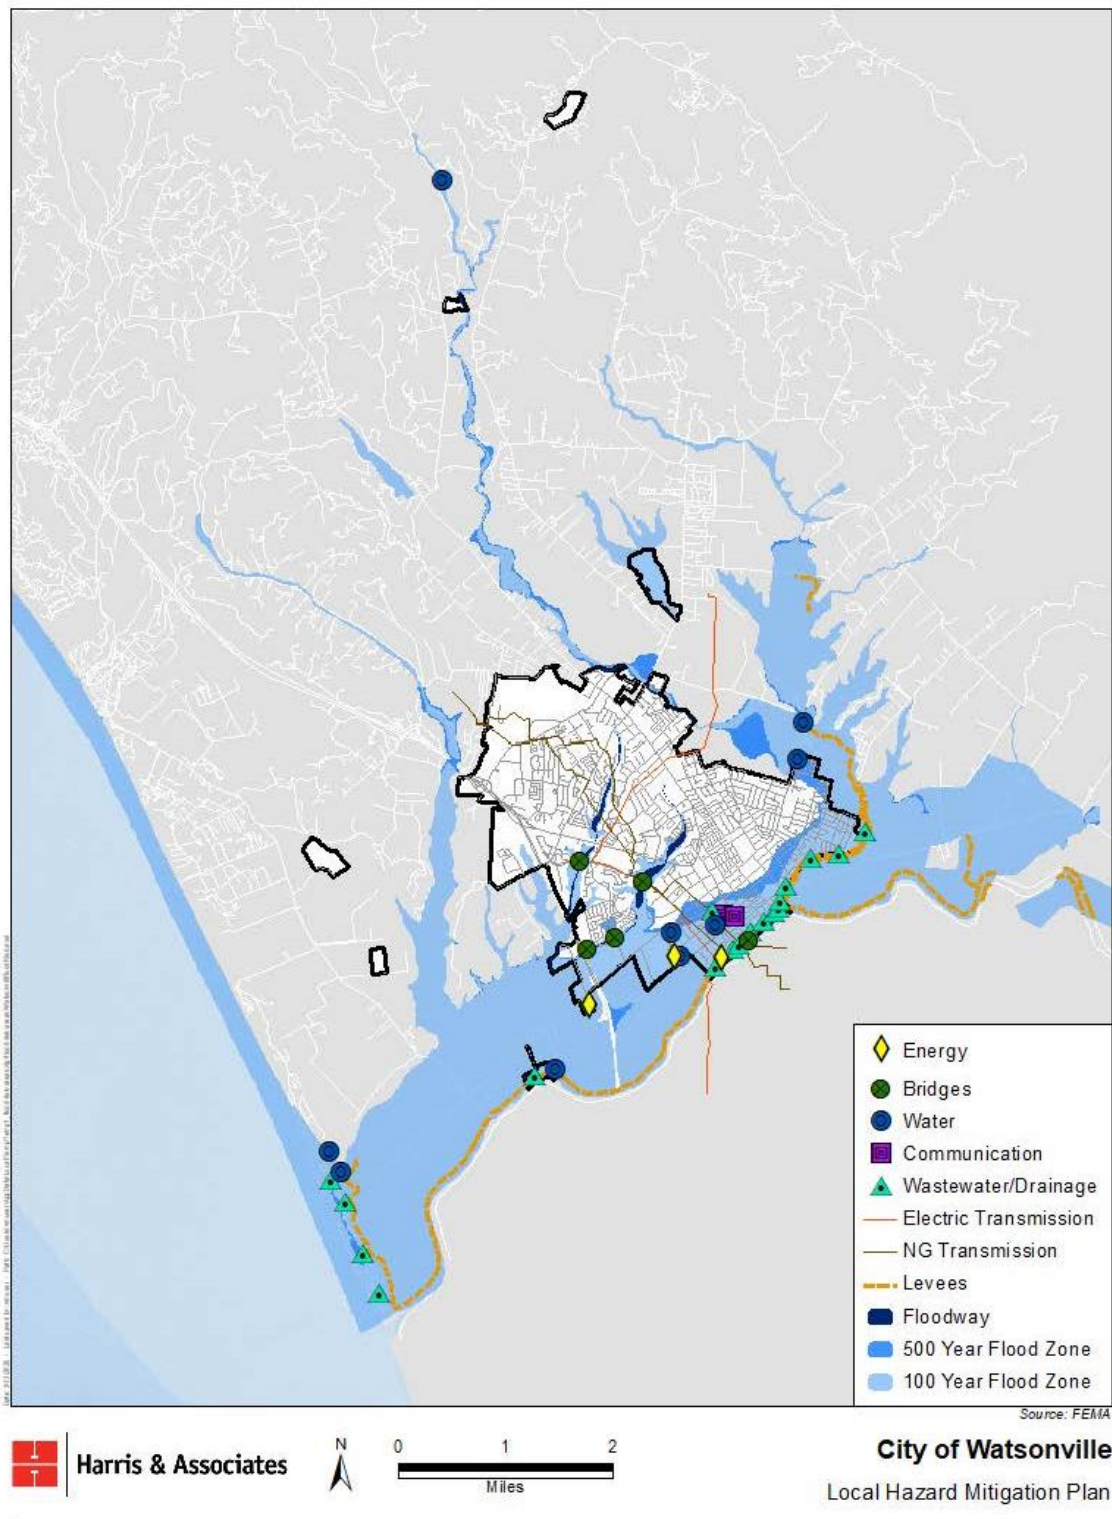 Energy
Bridges
Water
Communication
Wastewater/Drainage
Electric Transmission
NG Transmission
Levees
Floodway
500 Year Flood Zone
100 Year Flood Zone
Source: FEMA
Harris & Associates
N
0 1 2
Miles
City of Watsonville
Local Hazard Mitigation Plan